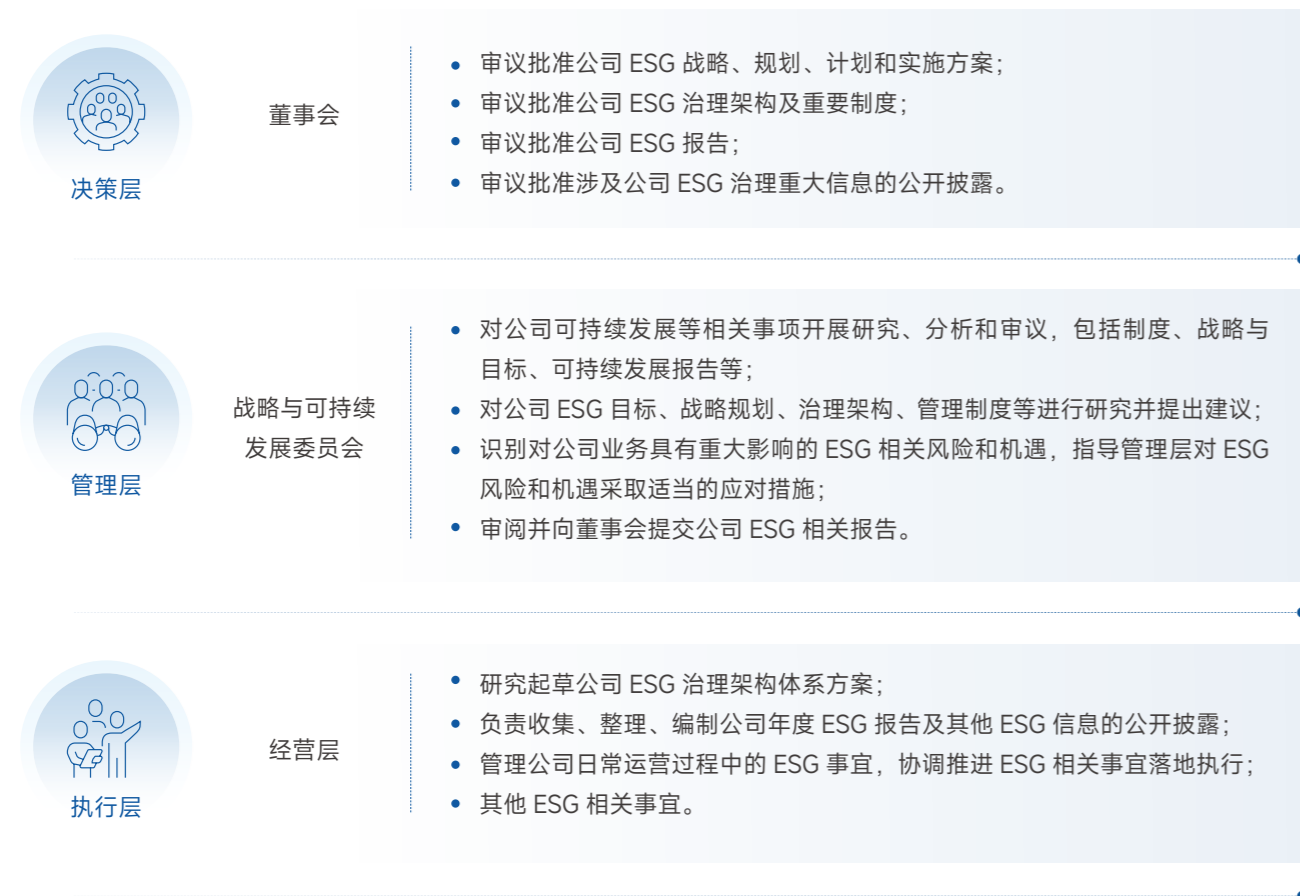 决策层
董事会
审议批准公司 ESG 战略、规划、计划和实施方案；
审议批准公司 ESG 治理架构及重要制度；
审议批准公司 ESG 报告；
审议批准涉及公司 ESG 治理重大信息的公开披露。
管理层
战略与可持续
发展委员会
对公司可持续发展等相关事项开展研究、分析和审议，包括制度、战略与
目标、可持续发展报告等；
对公司 ESG 目标、战略规划、治理架构、管理制度等进行研究并提出建议；
识别对公司业务具有重大影响的 ESG 相关风险和机遇，指导管理层对 ESG
风险和机遇采取适当的应对措施；
审阅并向董事会提交公司 ESG 相关报告。
执行层
经营层
研究起草公司 ESG 治理架构体系方案；
负责收集、整理、编制公司年度 ESG 报告及其他 ESG 信息的公开披露；
管理公司日常运营过程中的 ESG 事宜，协调推进 ESG 相关事宜落地执行；
其他 ESG 相关事宜。